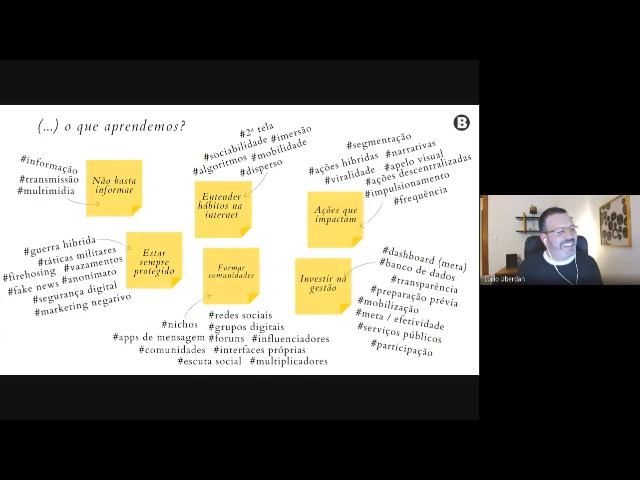 (...) o que aprendemos?
B
#informação
#transmissão
#multimidia
Não basta
informar
#2ª tela
#sociabilidade #imersão
#algoritmos #mobilidade
#disperso
Entender
hábitos na
internet
#segmentação
#ações híbridas #narrativas
#viralidade #apelo visual
#ações descentralizadas
#impulsionamento
#frequência
Ações que
impactam
#guerra híbrida
#táticas militares
#firehosing #vazamentos
#fake news #anonimato
#segurança digital
#marketing negativo
Estar
sempre
protegido
Formar
comunidades
#redes sociais
#nichos #grupos digitais
#apps de mensagem #foruns #influenciadores
#comunidades #interfaces próprias
#escuta social #multiplicadores
Investir na
gestão
#dashboard (meta)
#banco de dados
#transparência
#preparação prévia
#mobilização
#meta / efetividade
#serviços públicos
#participação
Uberdan